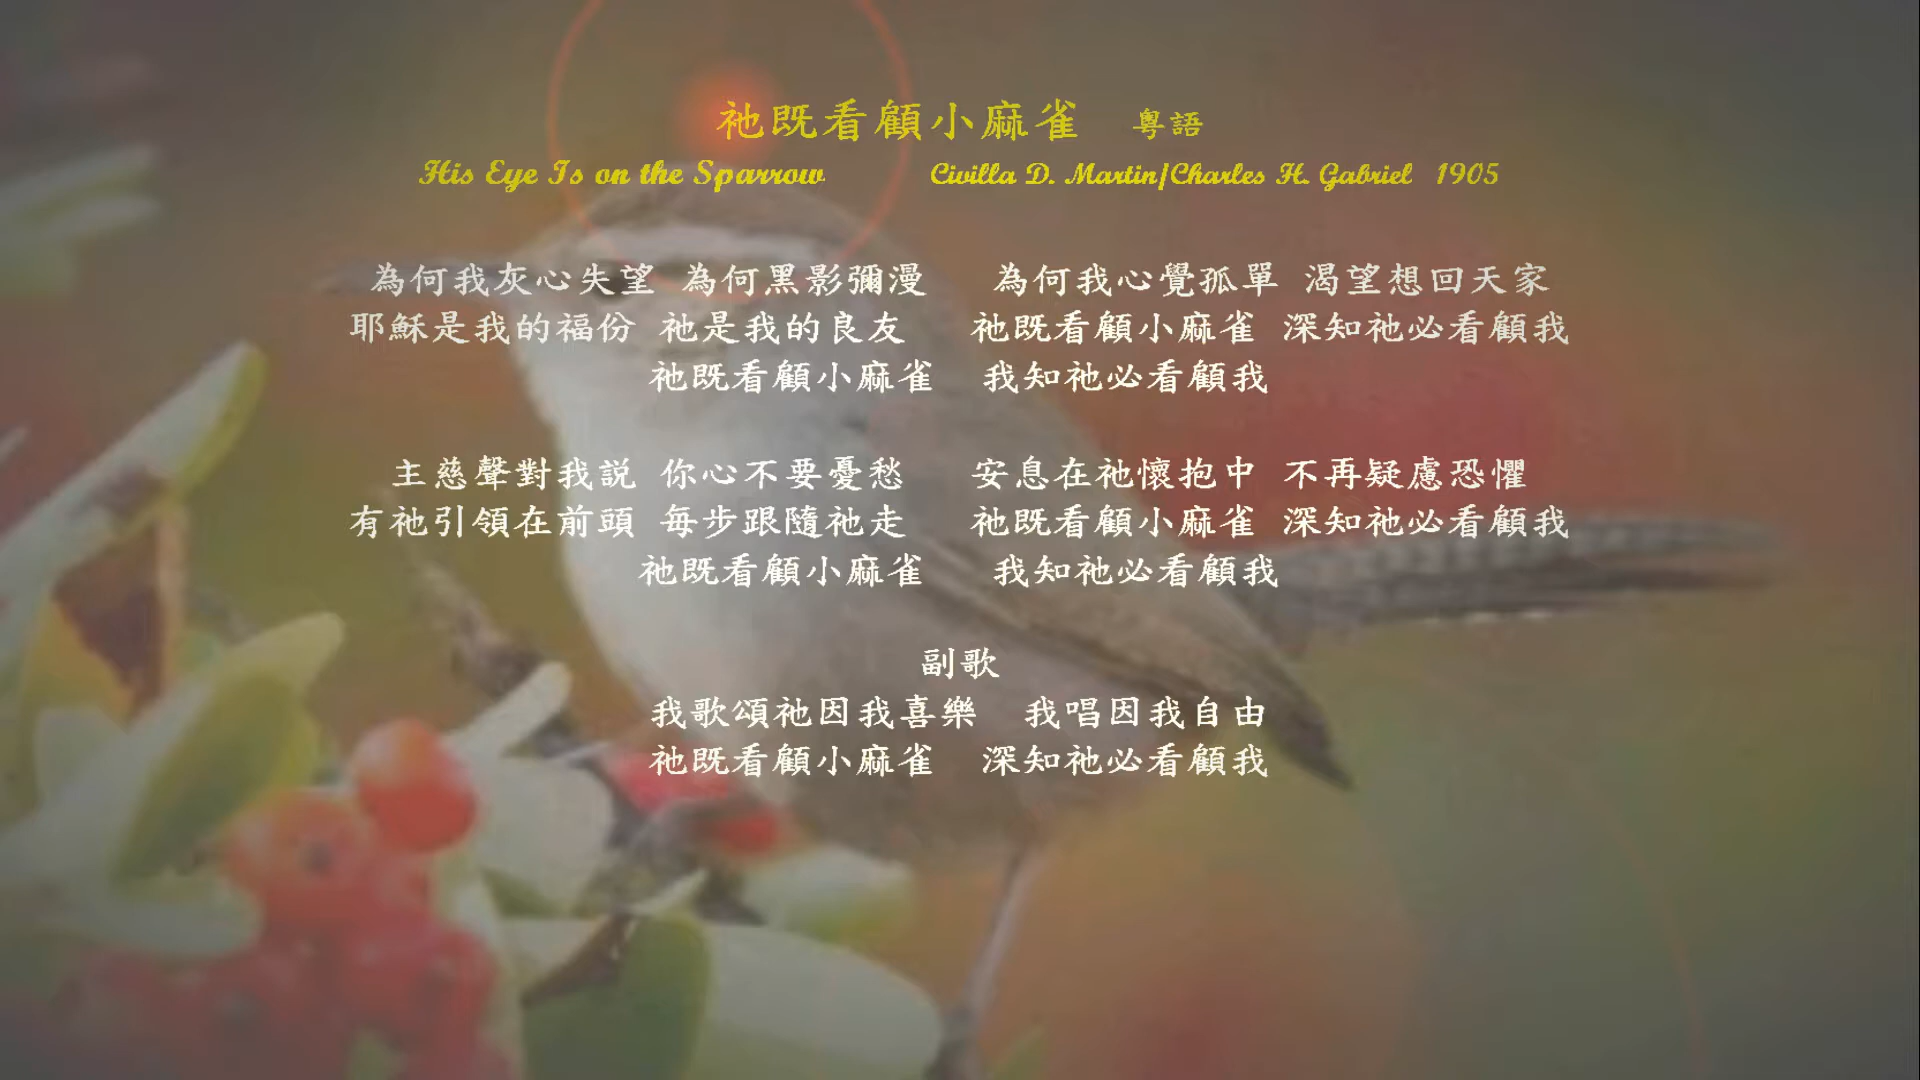 祂既看顧小麻雀 粵語
His Eye Is on the Sparrow Civilla D. Martin/Charles H. Gabriel 1905
為何我灰心失望 為何黑影彌漫 為何我心覺孤單 渴望想回天家
耶穌是我的福份 祂是我的良友 祂既看顧小麻雀 深知祂必看顧我
祂既看顧小麻雀 我知祂必看顧我
主慈聲對我説 你心不要憂愁 安息在祂懷抱中 不再疑慮恐懼
有祂引領在前頭 每步跟隨祂走 祂既看顧小麻雀 深知祂必看顧我
祂既看顧小麻雀 我知祂必看顧我
副歌
我歌頌祂因我喜樂 我唱因我自由
祂既看顧小麻雀 深知祂必看顧我